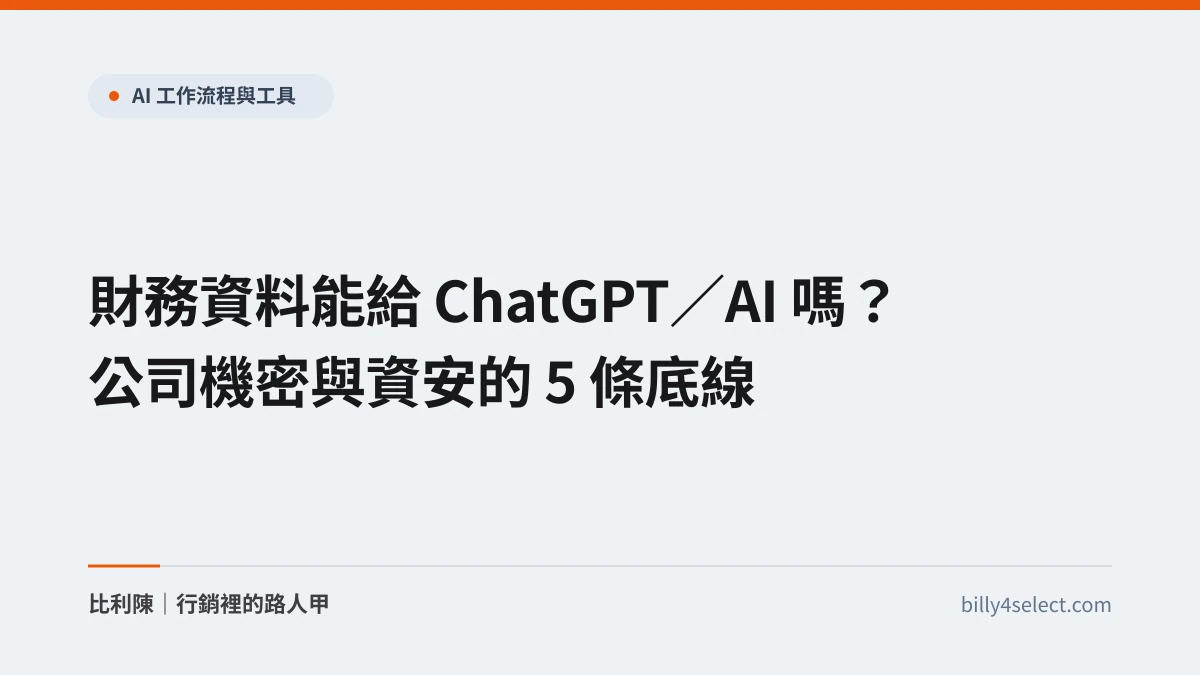 AI 工作流程與工具
財務資料能給 ChatGPT／AI 嗎？
公司機密與資安的 5 條底線
比利陳｜行銷裡的路人甲
billy4select.com